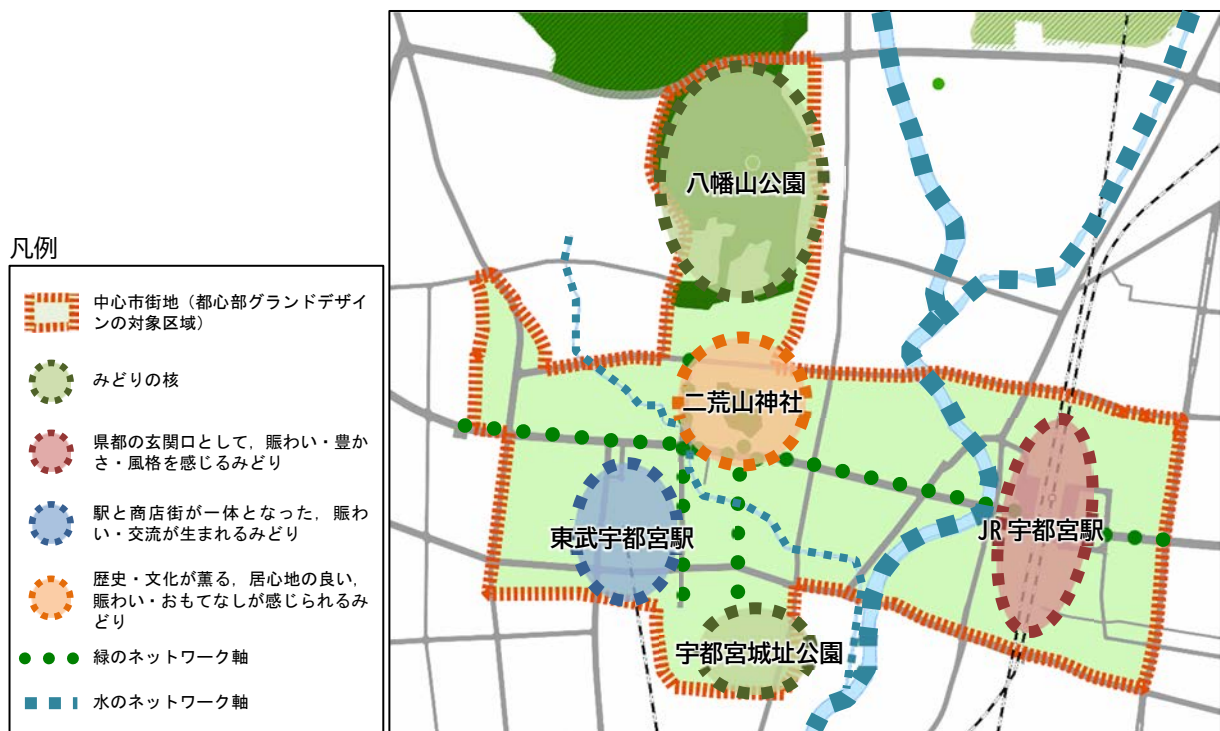 凡例
中心市街地（都心部グランドデザイ
ンの対象区域）
みどりの核
県都の玄関口として，賑わい・豊か
さ・風格を感じるみどり
駅と商店街が一体となった，賑わ
い・交流が生まれるみどり
歴史・文化が薫る，居心地の良い，
賑わい・おもてなしが感じられるみ
どり
緑のネットワーク軸
水のネットワーク軸
八幡山公園
二荒山神社
東武宇都宮駅
JR 宇都宮駅
宇都宮城址公園